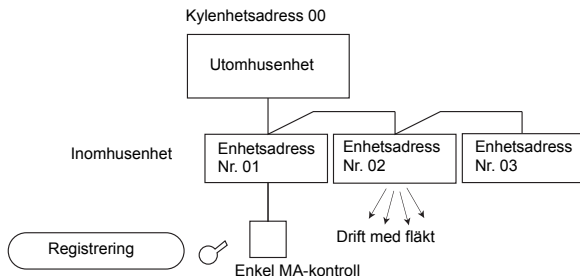 Kylenhetsadress 00
Utomhusenhet
Inomhusenhet
Enhetsadress
Nr. 01
Enhetsadress
Nr. 02
Enhetsadress
Nr. 03
Drift med fläkt
Registrering
Enkel MA-kontroll